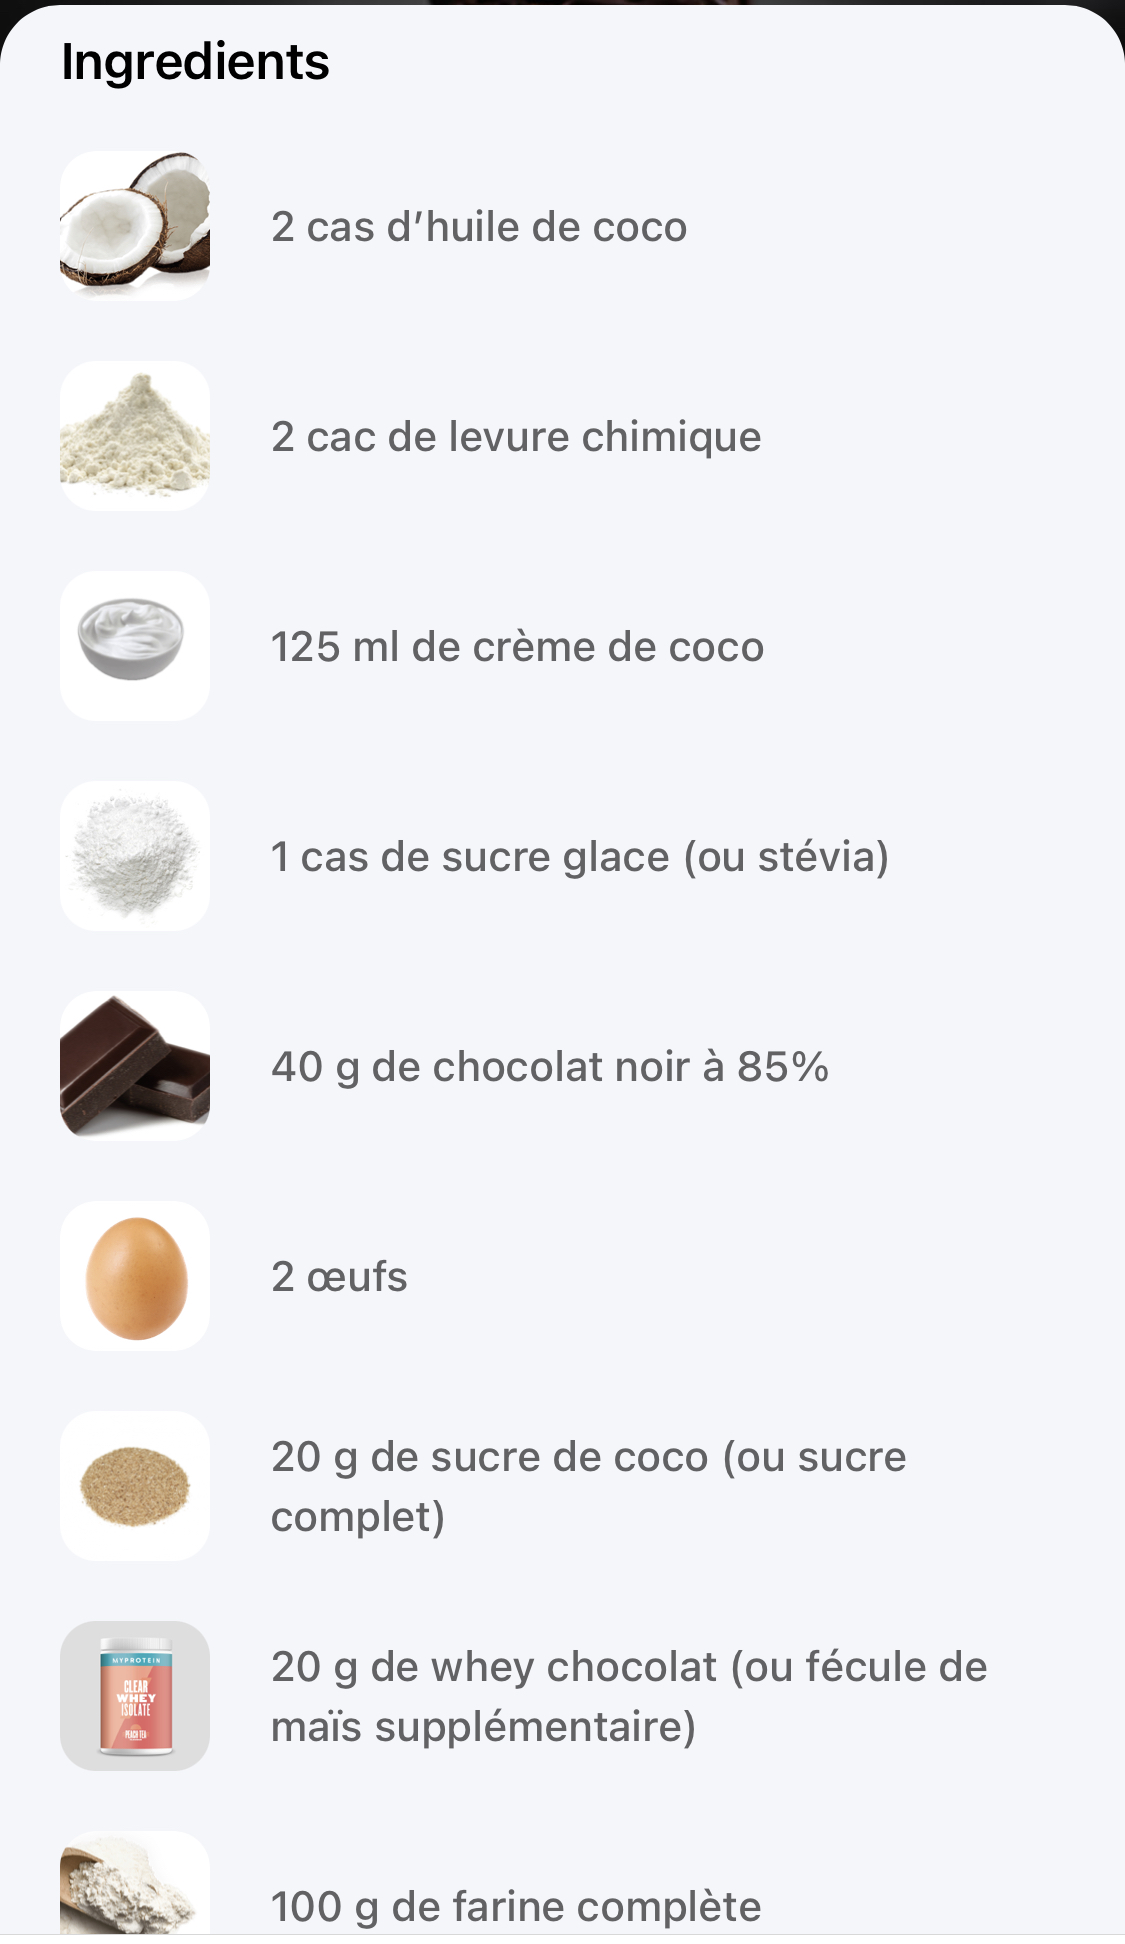 Ingredients
2 cas d’huile de coco
2 cac de levure chimique
125 ml de crème de coco
1 cas de sucre glace (ou stévia)
40 g de chocolat noir à 85%
2 œufs
20 g de sucre de coco (ou sucre
complet)
MYPROTEIN
CLEAR
WHEY
ISOLATE
PEACH TEA
20 g de whey chocolat (ou fécule de
maïs supplémentaire)
100 g de farine complète